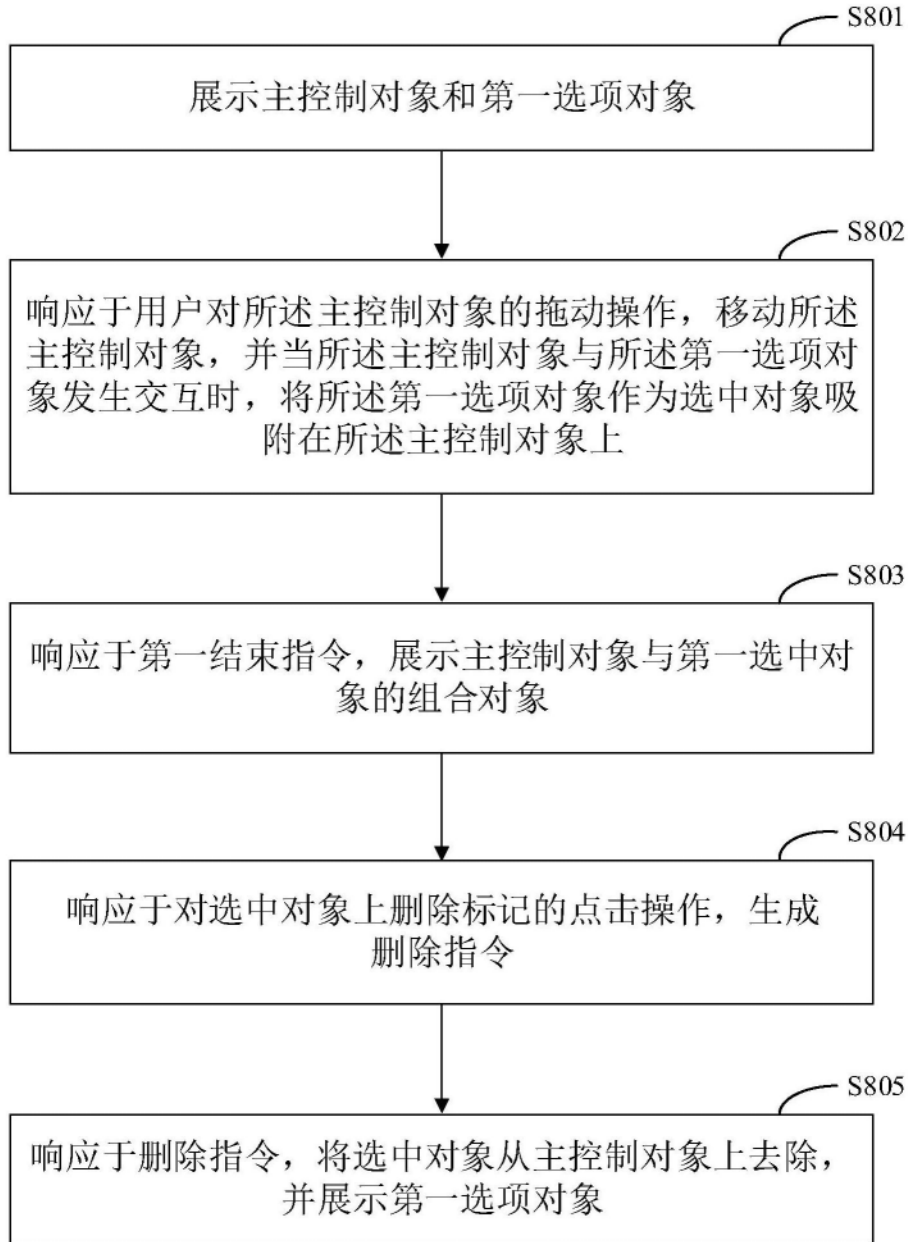 S801
展示主控制对象和第一选项对象
S802
响应于用户对所述主控制对象的拖动操作，移动所述
主控制对象，并当所述主控制对象与所述第一选项对
象发生交互时，将所述第一选项对象作为选中对象吸
附在所述主控制对象上
S803
响应于第一结束指令，展示主控制对象与第一选中对
象的组合对象
S804
响应于对选中对象上删除标记的点击操作，生成
删除指令
S805
响应于删除指令，将选中对象从主控制对象上去除，
并展示第一选项对象